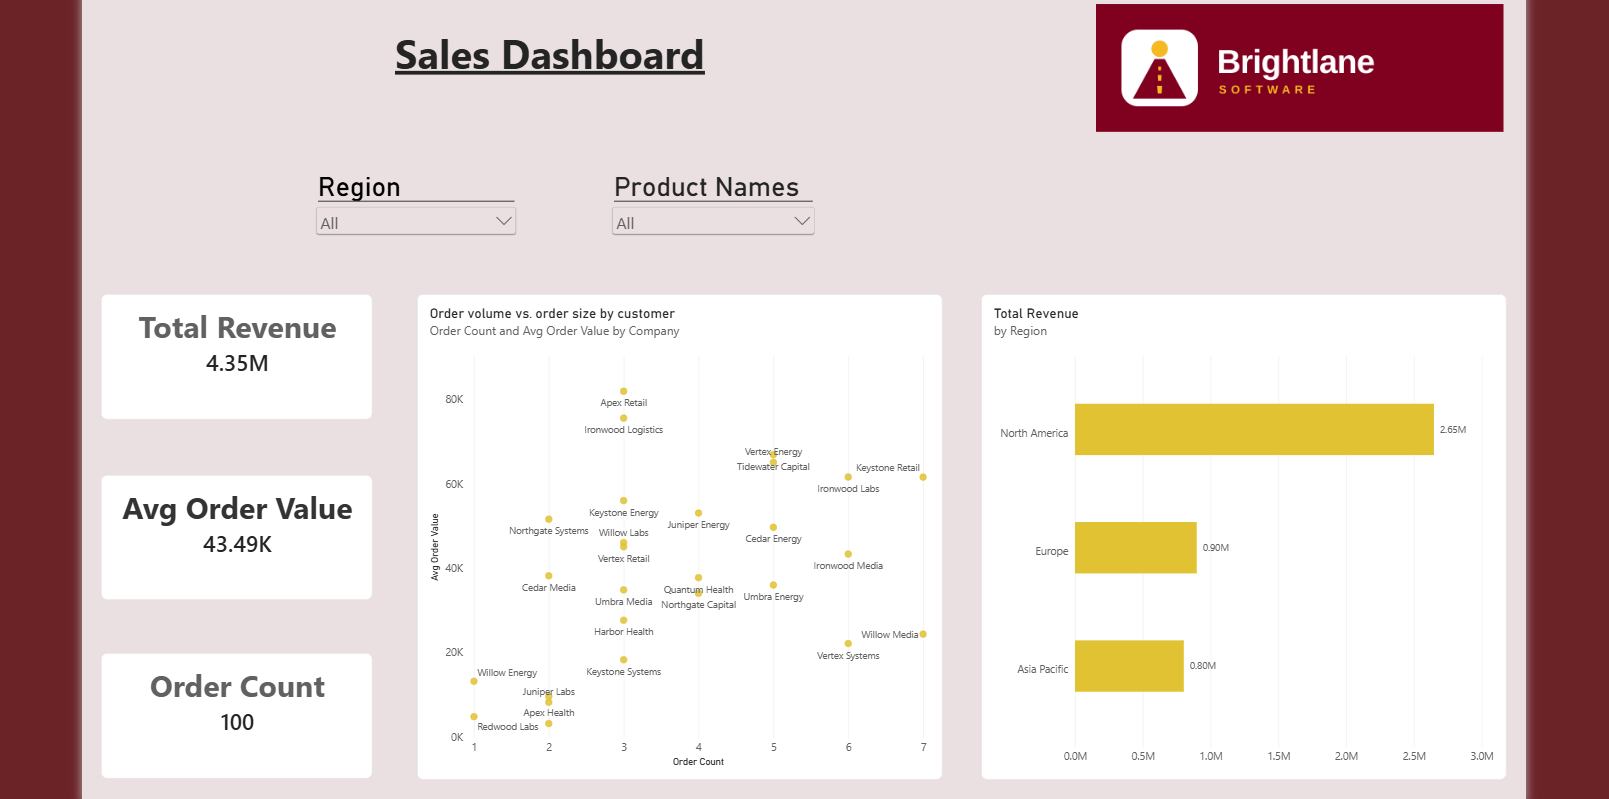 Sales Dashboard
Brightlane
SOFTWARE
Region
All
Product Names
All
Total Revenue
4.35M
Avg Order Value
43.49K
Order Count
100
Order volume vs. order size by customer
Order Count and Avg Order Value by Company
80K
60K
40K
20K
0K
Avg Order Value
Apex Retail
Ironwood Logistics
Vertex Energy
Tidewater Capital
Keystone Retail
Ironwood Labs
Keystone Energy
Juniper Energy
Northgate Systems
Willow Labs
Cedar Energy
Vertex Retail
Ironwood Media
Cedar Media
Quantum Health
Umbra Media
Northgate Capital
Umbra Energy
Harbor Health
Willow Media
Vertex Systems
Willow Energy
Keystone Systems
Juniper Labs
Apex Health
Redwood Labs
1 2 3 4 5 6 7
Order Count
Total Revenue
by Region
North America 2.65M
Europe 0.90M
Asia Pacific 0.80M
0.0M 0.5M 1.0M 1.5M 2.0M 2.5M 3.0M